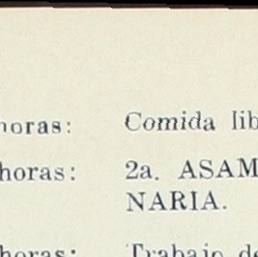 horas: Comida lib
horas: 2a. ASAM
NARIA.
horas: Trabajo de